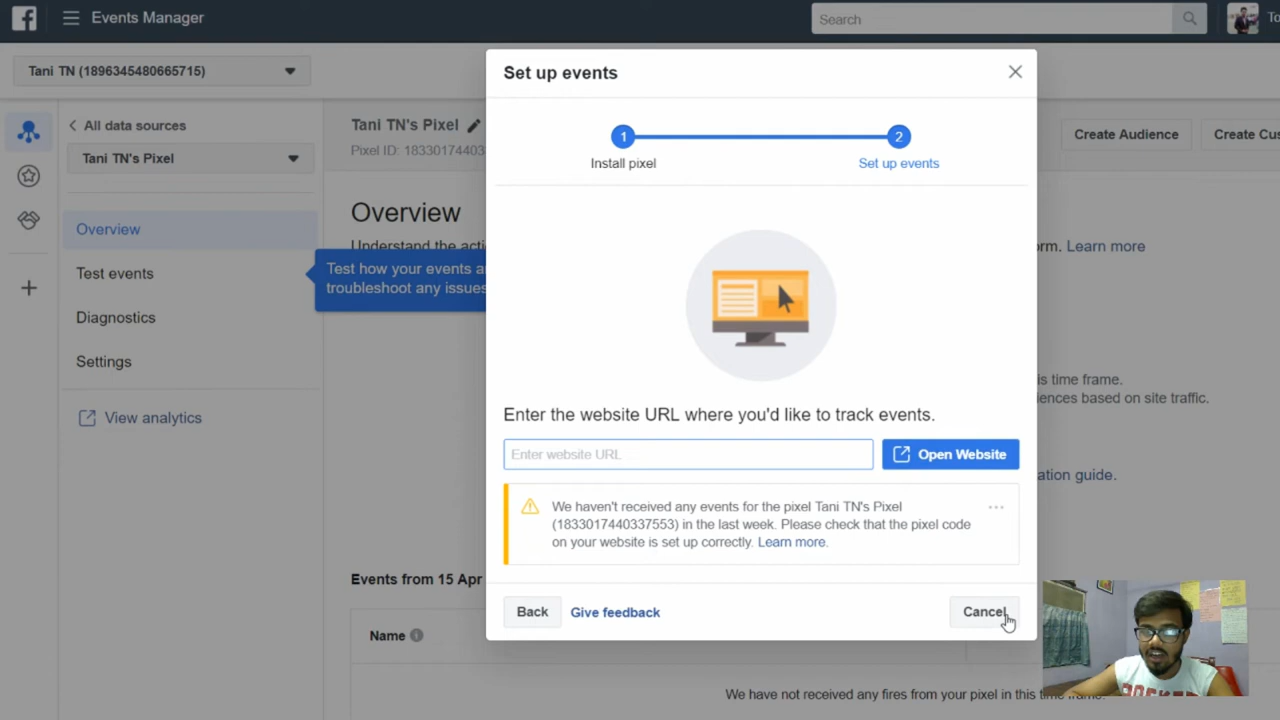 Events Manager
Search
To
Tani TN (1896345480665715)
All data sources
Tani TN's Pixel
Overview
Test events
Diagnostics
Settings
View analytics
Tani TN's Pixel
Pixel ID: 18330174403
Create Audience
Create Cus
Overview
Understand the acti
orm. Learn more
Test how your events a
troubleshoot any issues
is time frame.
ences based on site traffic.
ation guide.
Events from 15 Apr
Name
We have not received any fires from your pixel in this time frame.
Set up events
1
2
Install pixel
Set up events
Enter the website URL where you'd like to track events.
Enter website URL
Open Website
We haven't received any events for the pixel Tani TN's Pixel
(1833017440337553) in the last week. Please check that the pixel code
on your website is set up correctly. Learn more.
Back
Give feedback
Cancel